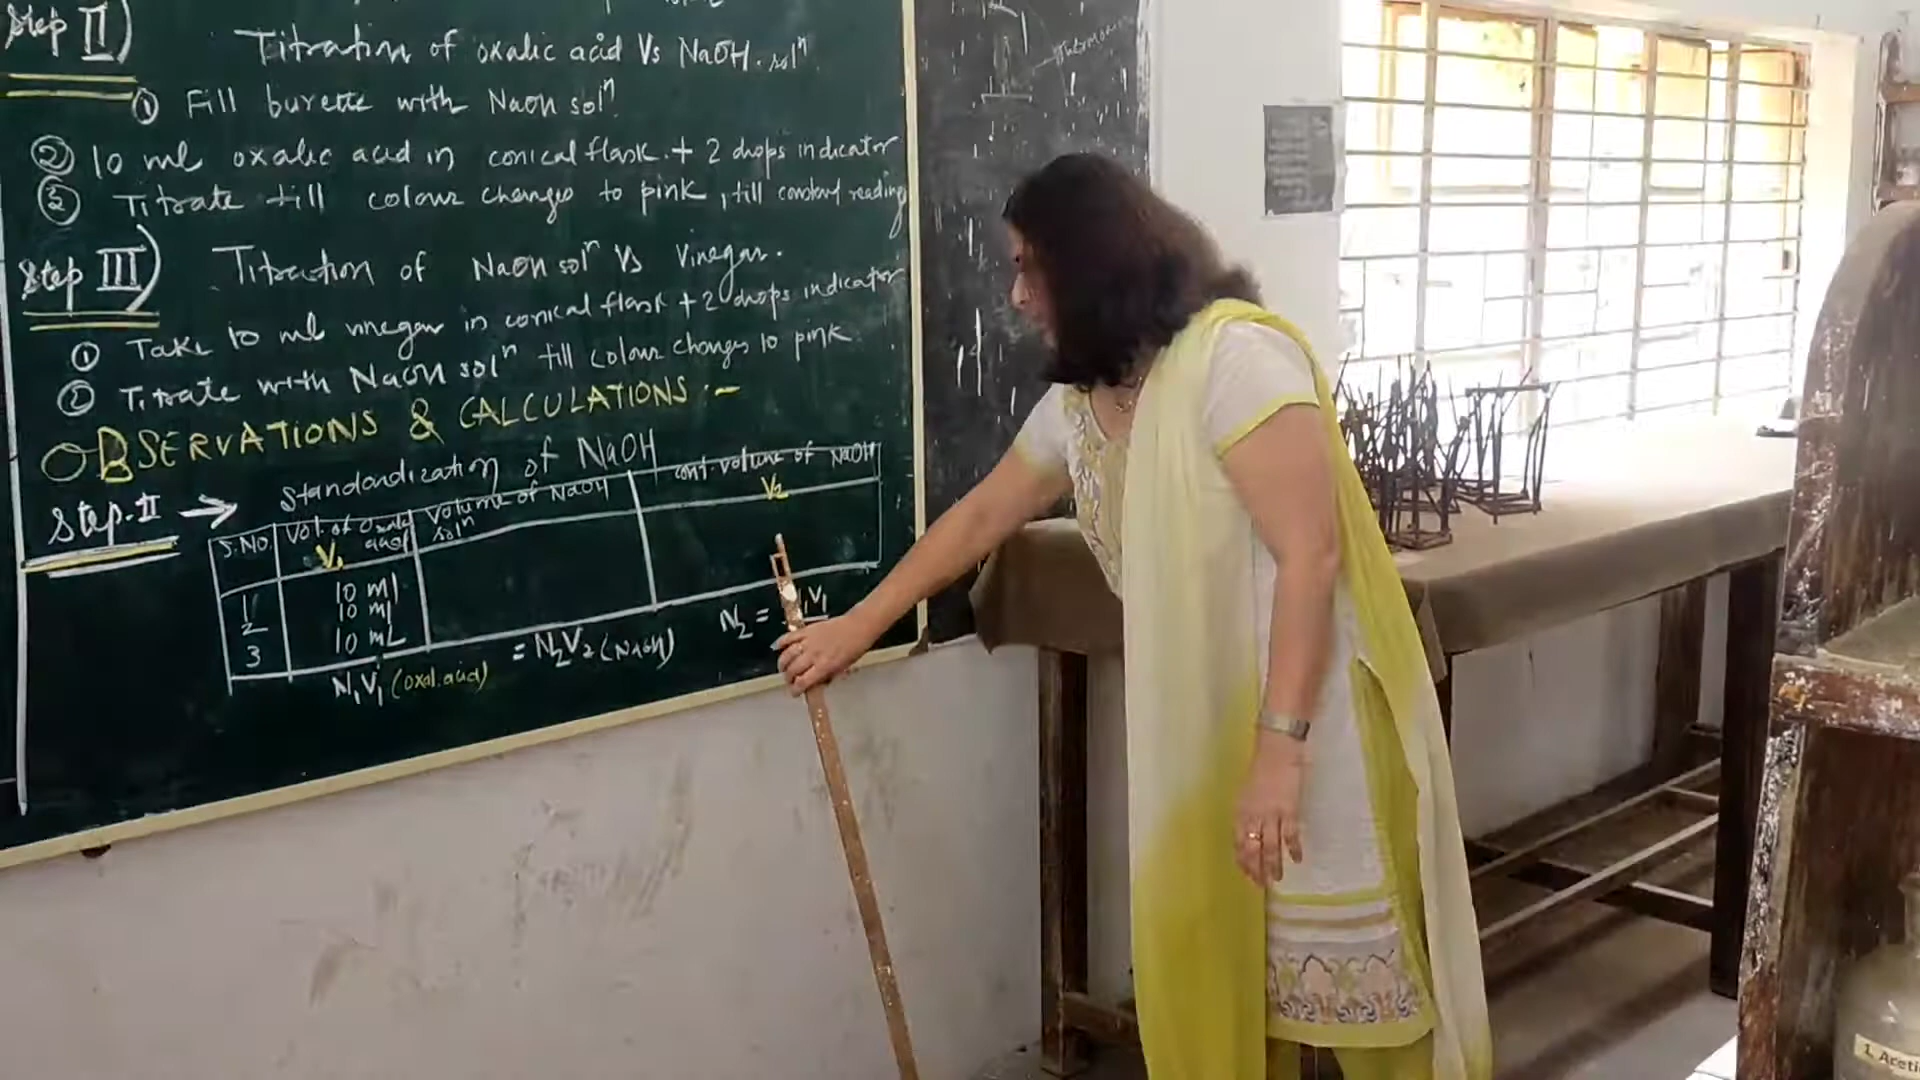 Step II)
Titration of oxalic acid Vs NaOH. solⁿ
① Fill burette with NaOH solⁿ.
② 10 ml oxalic acid in conical flask. + 2 drops indicator
③ Titrate till colour changes to pink, till constant reading
Step III)
Titraction of NaOH solⁿ Vs Vinegar.
① Take 10 ml vinegar in conical flask + 2 drops indicator
② Titrate with NaOH solⁿ till colour changes to pink
OBSERVATIONS & CALCULATIONS :-
Step-II → Standardization of NaOH
S.NO. Vol. of Oxalic acid V₁ Volume of NaOH solⁿ volume of NaOH V₂
1 10 ml
2 10 ml
3 10 mL
N₁V₁ (oxal. acid) = N₂V₂ (NaOH) N₂ = V₁
1. Aceti